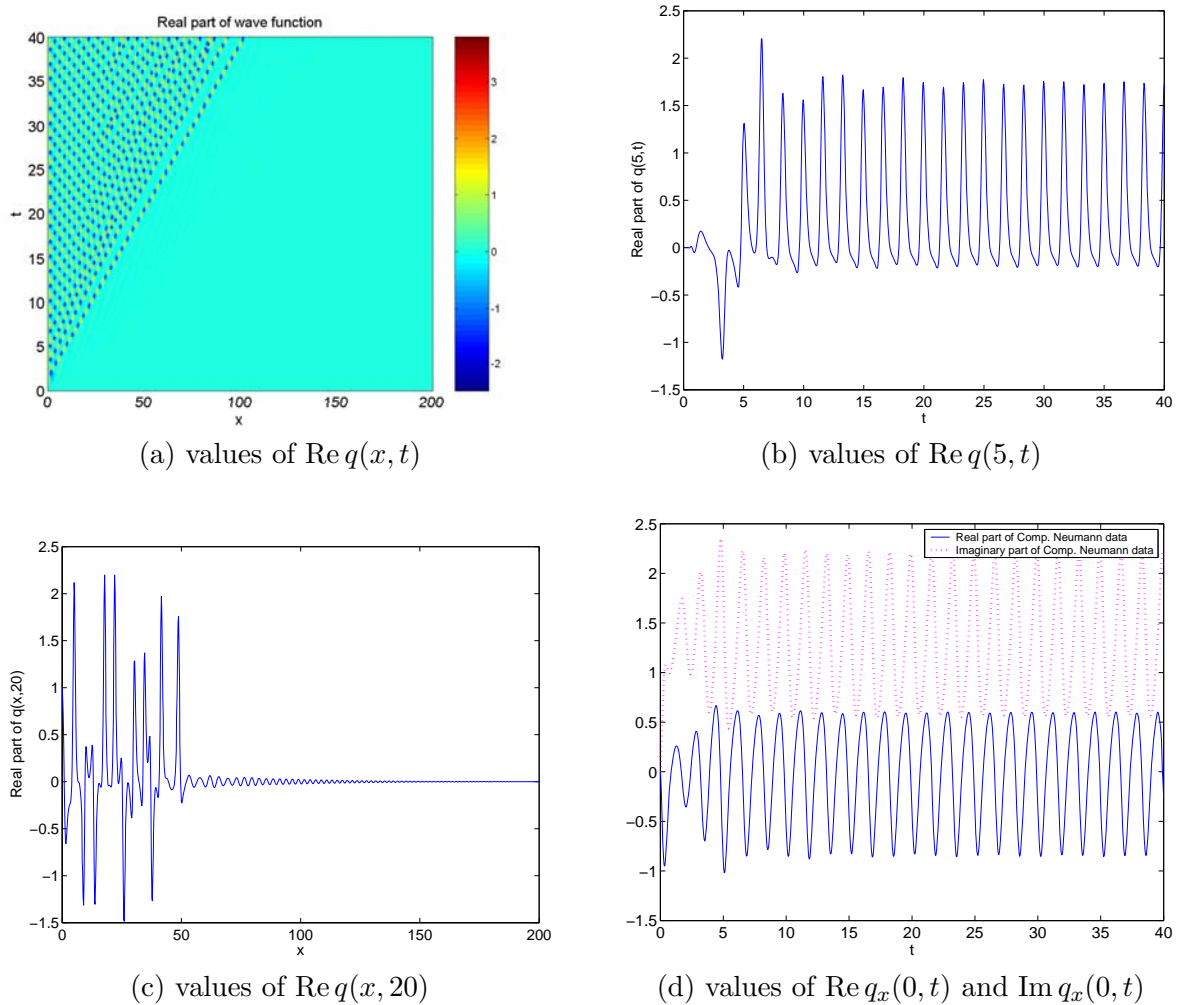 Real part of wave function
40
35
30
25
20
15
10
5
0
t
0 50 100 150 200
x
3
2
1
0
-1
-2
(a) values of Re q(x, t)
2.5
2
1.5
1
0.5
0
−0.5
−1
−1.5
Real part of q(5,t)
0 5 10 15 20 25 30 35 40
t
(b) values of Re q(5, t)
2.5
2
1.5
1
0.5
0
−0.5
−1
−1.5
Real part of q(x,20)
0 50 100 150 200
x
(c) values of Re q(x, 20)
2.5
2
1.5
1
0.5
0
−0.5
−1
−1.5
Real part of Comp. Neumann data
Imaginary part of Comp. Neumann data
0 5 10 15 20 25 30 35 40
t
(d) values of Re qₓ(0, t) and Im qₓ(0, t)